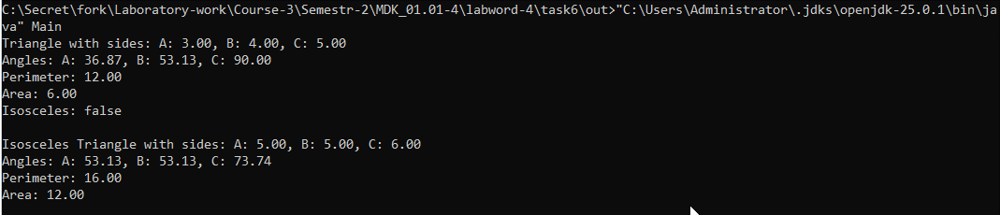 C:\Secret\fork\Laboratory-work\Course-3\Semestr-2\MDK_01.01-4\labword-4\task6\out>"C:\Users\Administrator\.jdks\openjdk-25.0.1\bin\ja
va" Main
Triangle with sides: A: 3.00, B: 4.00, C: 5.00
Angles: A: 36.87, B: 53.13, C: 90.00
Perimeter: 12.00
Area: 6.00
Isosceles: false

Isosceles Triangle with sides: A: 5.00, B: 5.00, C: 6.00
Angles: A: 53.13, B: 53.13, C: 73.74
Perimeter: 16.00
Area: 12.00